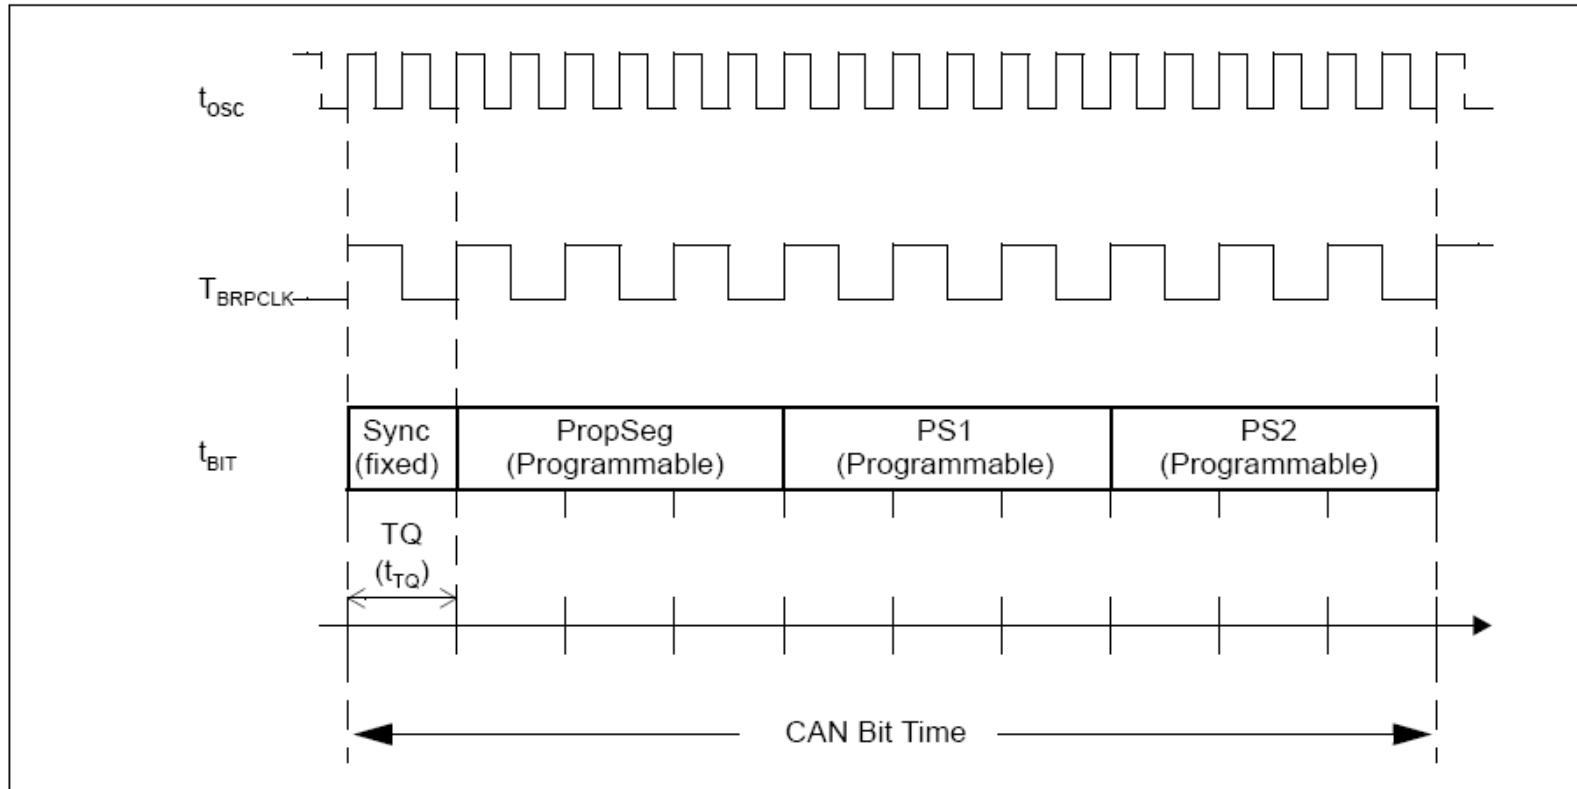 tosc
TBRPCLK
tBIT
Sync
(fixed)
PropSeg
(Programmable)
PS1
(Programmable)
PS2
(Programmable)
TQ
(tTQ)
CAN Bit Time